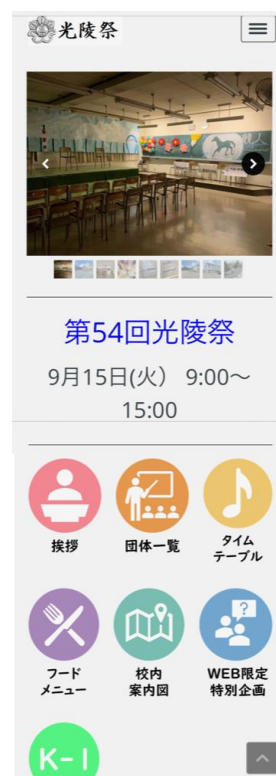 光陵祭
第54回光陵祭
9月15日(火) 9:00〜
15:00
挨拶
団体一覧
タイム
テーブル
フード
メニュー
校内
案内図
WEB限定
特別企画
?
K-1